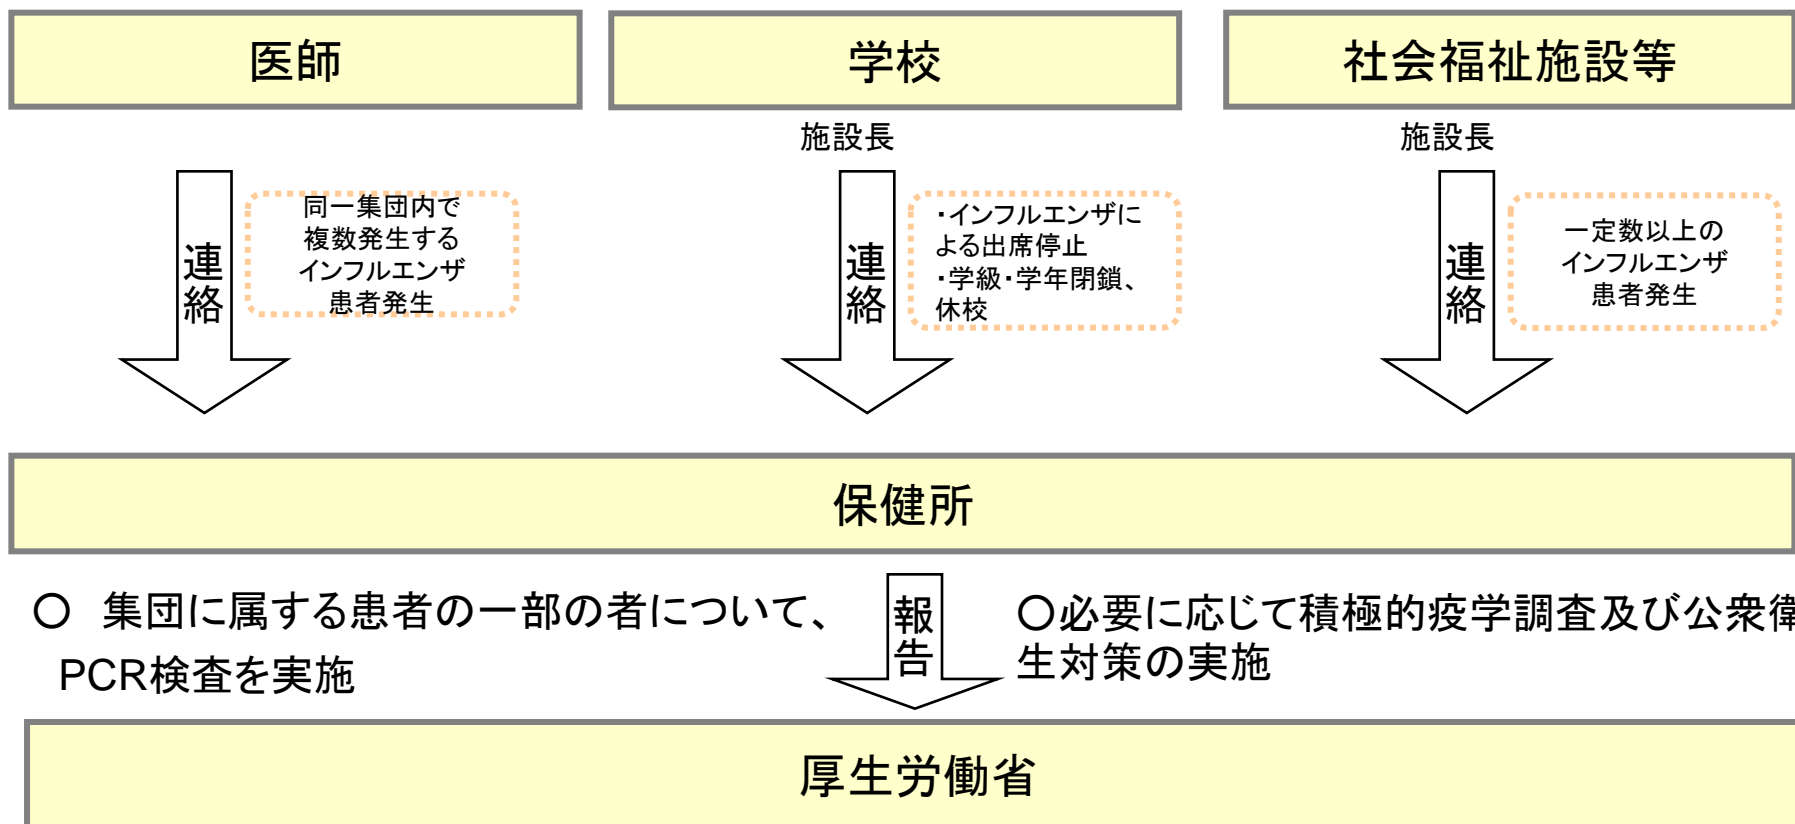 医師
学校
社会福祉施設等
施設長
施設長
連絡
同一集団内で
複数発生する
インフルエンザ
患者発生
連絡
・インフルエンザに
よる出席停止
・学級・学年閉鎖、
休校
連絡
一定数以上の
インフルエンザ
患者発生
保健所
○　集団に属する患者の一部の者について、
PCR検査を実施
報告
○必要に応じて積極的疫学調査及び公衆衛
生対策の実施
厚生労働省